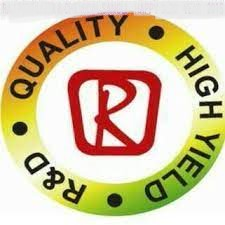 QUALITY • HIGH YIELD • R&D •
R